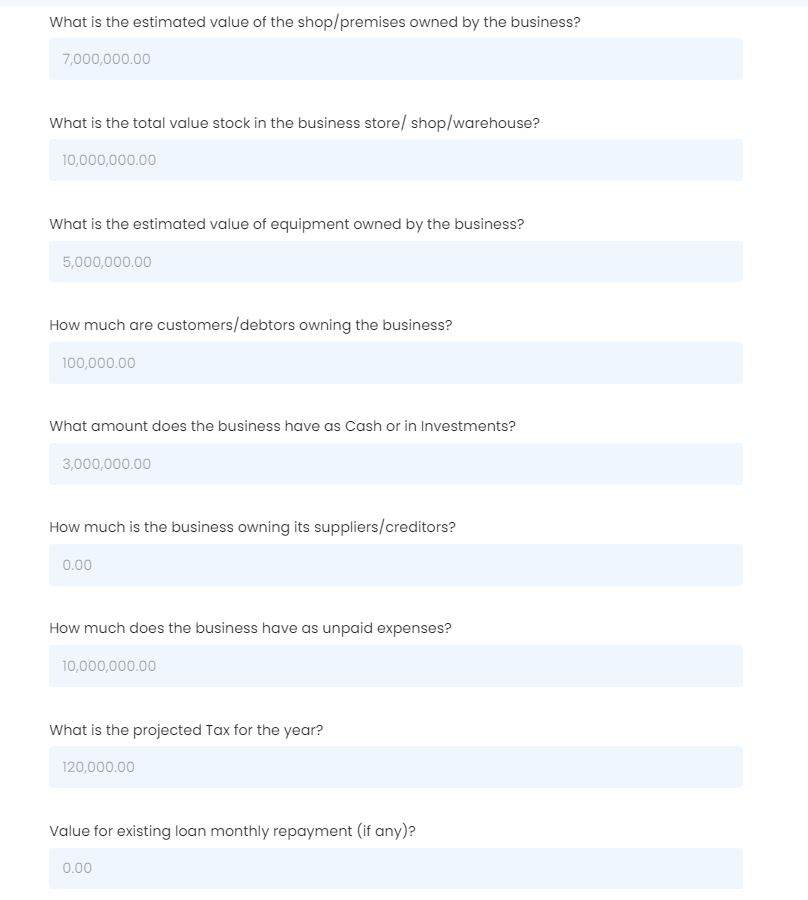 What is the estimated value of the shop/premises owned by the business?
7,000,000.00
What is the total value stock in the business store/ shop/warehouse?
10,000,000.00
What is the estimated value of equipment owned by the business?
5,000,000.00
How much are customers/debtors owning the business?
100,000.00
What amount does the business have as Cash or in Investments?
3,000,000.00
How much is the business owning its suppliers/creditors?
0.00
How much does the business have as unpaid expenses?
10,000,000.00
What is the projected Tax for the year?
120,000.00
Value for existing loan monthly repayment (if any)?
0.00